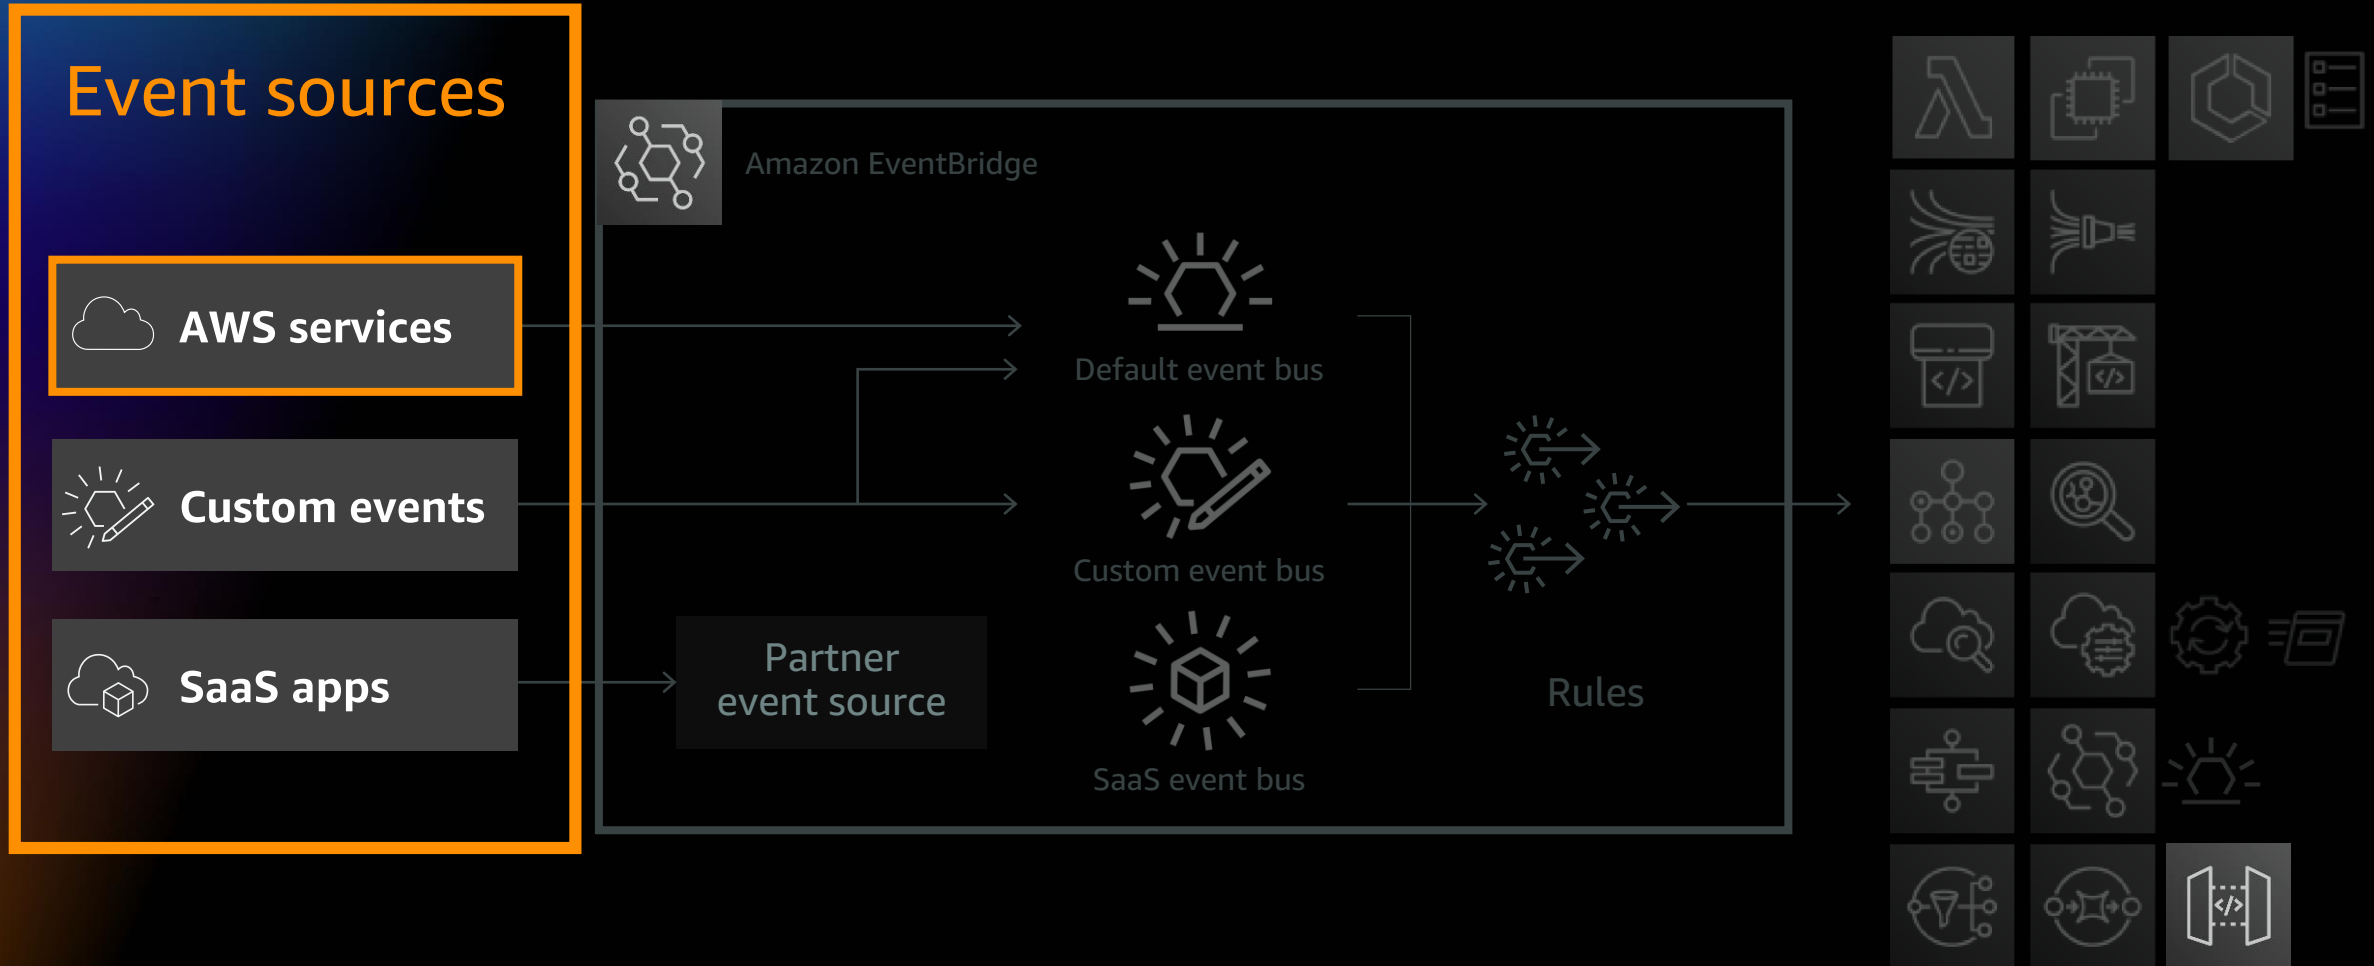 Event sources
AWS services
Custom events
SaaS apps
Amazon EventBridge
Default event bus
Custom event bus
Partner
event source
SaaS event bus
Rules